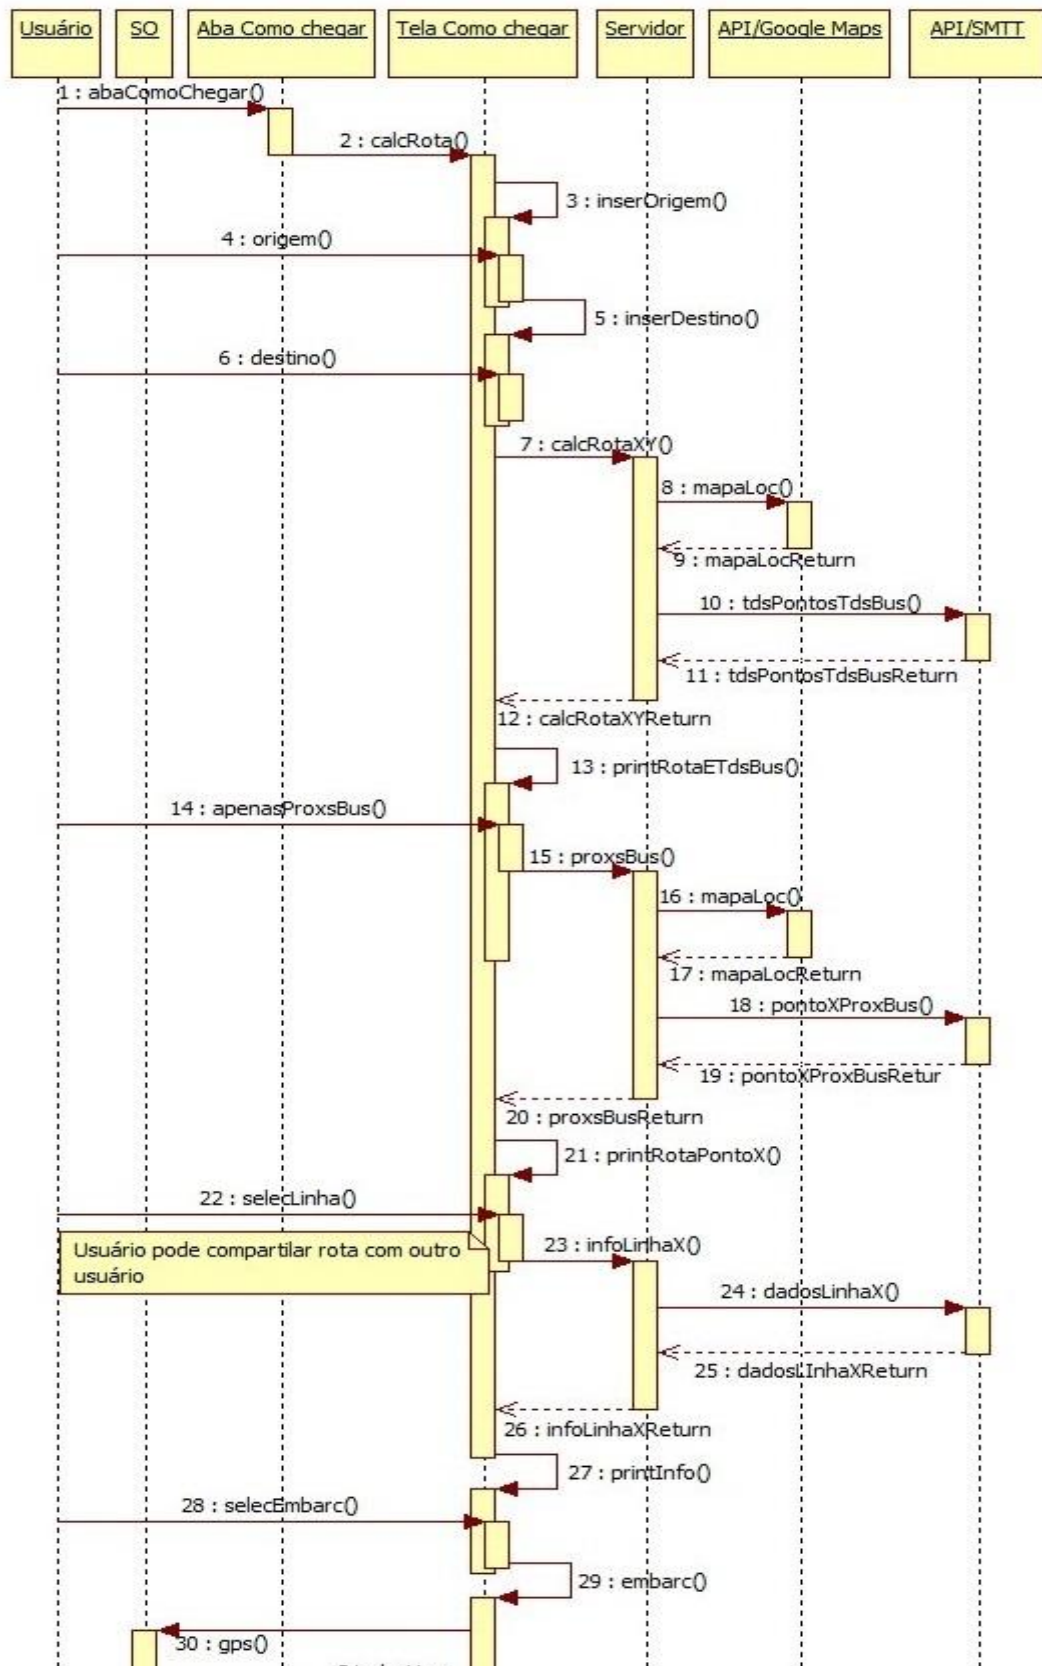 Usuário
SO
Aba Como chegar
Tela Como chegar
Servidor
API/Google Maps
API/SMTT
1 : abaComoChegar()
2 : calcRota()
3 : inserOrigem()
4 : origem()
5 : inserDestino()
6 : destino()
7 : calcRotaXY()
8 : mapaLoc()
9 : mapaLocReturn
10 : tdsPontosTdsBus()
11 : tdsPontosTdsBusReturn
12 : calcRotaXYReturn
13 : printRotaETdsBus()
14 : apenasProxsBus()
15 : proxsBus()
16 : mapaLoc()
17 : mapaLocReturn
18 : pontoXProxBus()
19 : pontoXProxBusRetur
20 : proxsBusReturn
21 : printRotaPontoX()
22 : selecLinha()
Usuário pode compartilar rota com outro
usuário
23 : infoLinhaX()
24 : dadosLinhaX()
25 : dadosLInhaXReturn
26 : infoLinhaXReturn
27 : printInfo()
28 : selecEmbarc()
29 : embarc()
30 : gps()